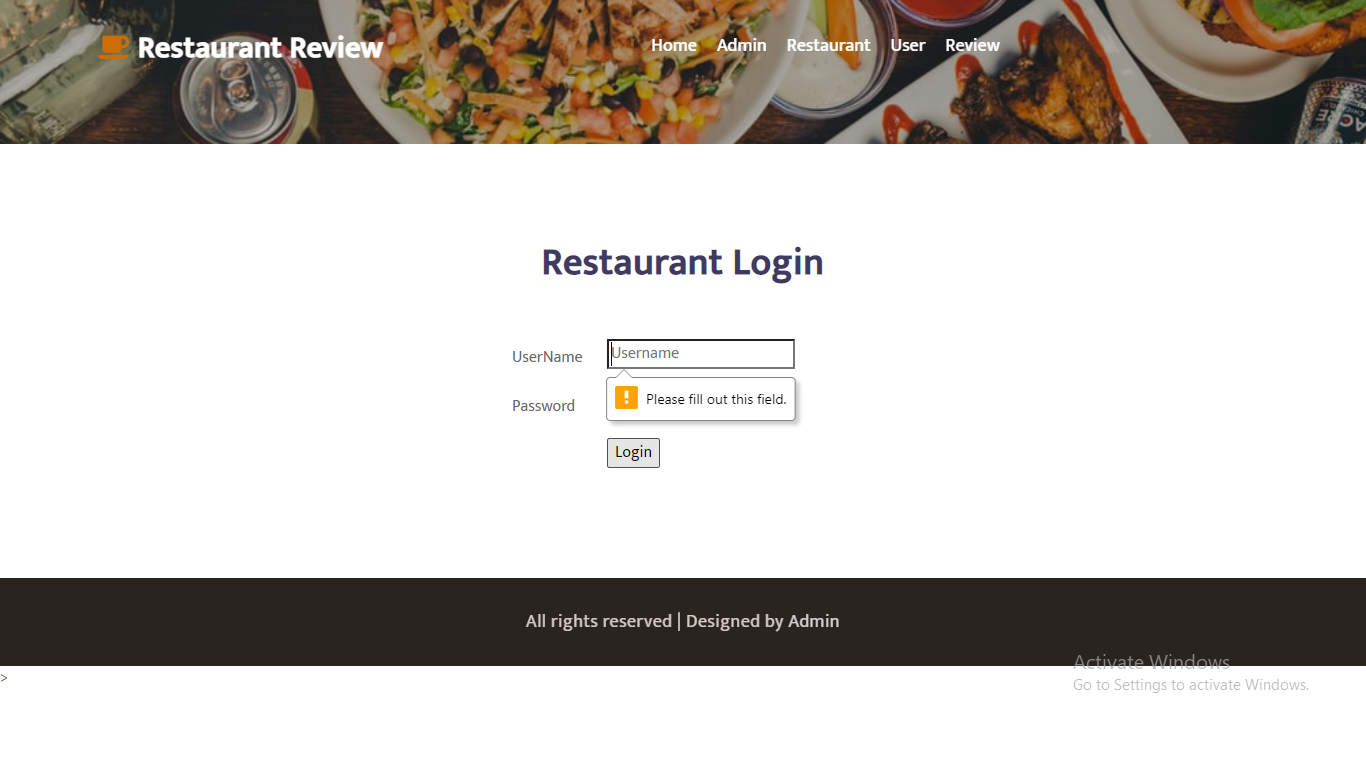 Restaurant Review
Home Admin Restaurant User Review
Restaurant Login
UserName Username
Please fill out this field.
Password
Login
All rights reserved | Designed by Admin
Activate Windows
Go to Settings to activate Windows.
>